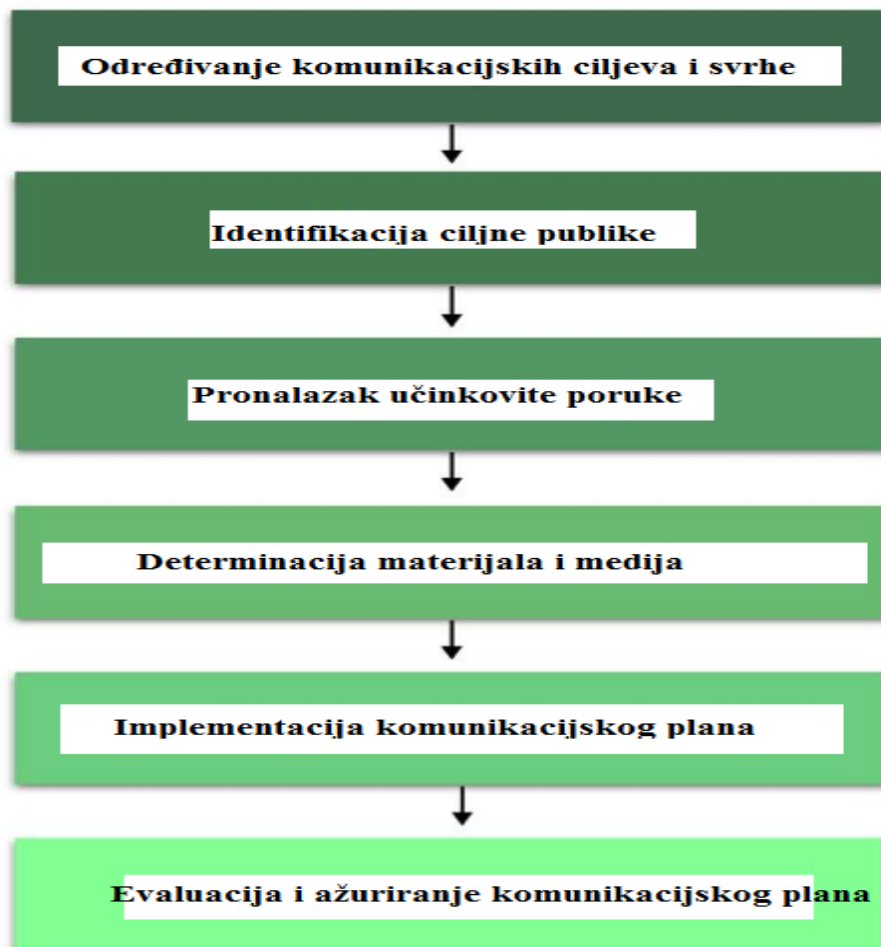 Određivanje komunikacijskih ciljeva i svrhe
Identifikacija ciljne publike
Pronalazak učinkovite poruke
Determinacija materijala i medija
Implementacija komunikacijskog plana
Evaluacija i ažuriranje komunikacijskog plana